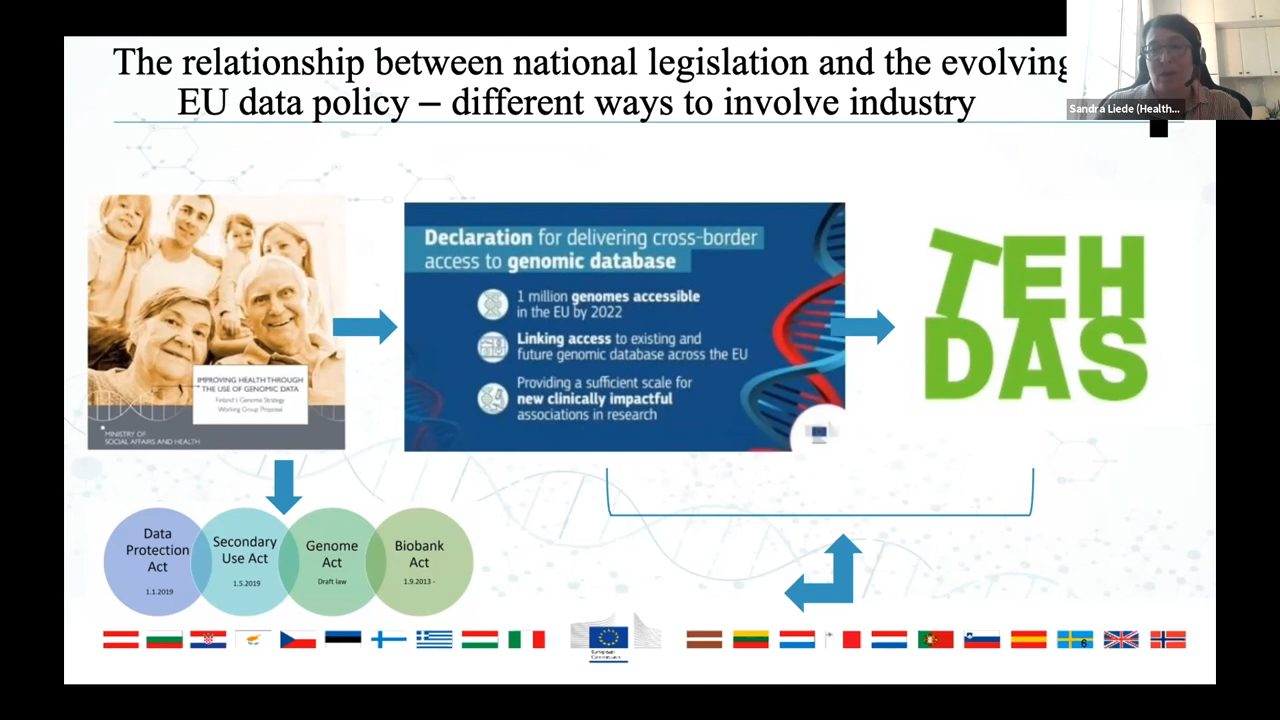 The relationship between national legislation and the evolving
EU data policy – different ways to involve industry
Sandra Liede (Health...
Declaration for delivering cross-border
access to genomic database
1 million genomes accessible
in the EU by 2022
Linking access to existing and
future genomic database across the EU
Providing a sufficient scale for
new clinically impactful
associations in research
TEH
DAS
IMPROVING HEALTH THROUGH
THE USE OF GENOMIC DATA
Finland's Genome Strategy
Working Group Proposal
MINISTRY OF
SOCIAL AFFAIRS AND HEALTH
Data
Protection
Act
1.1.2019
Secondary
Use Act
1.5.2019
Genome
Act
Draft law
Biobank
Act
1.9.2013 -
European
Commission
6